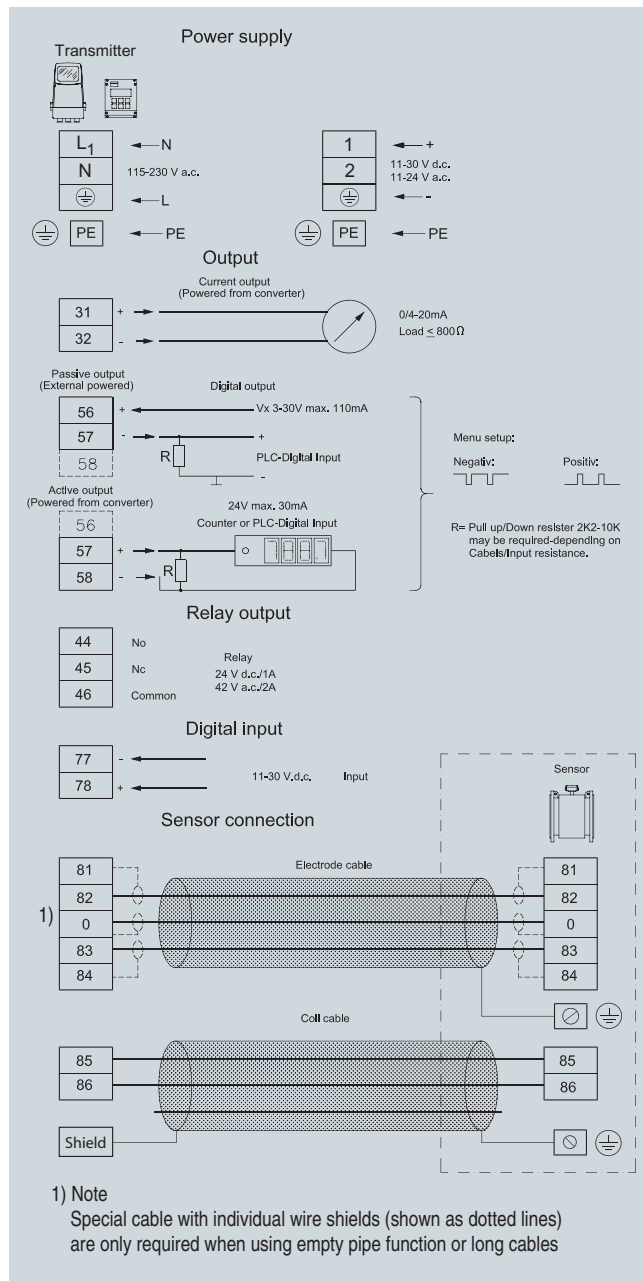 Power supply
Transmitter
L1 N
N 115-230 V a.c.
L
PE PE
1 +
2 11-30 V d.c.
11-24 V a.c.
-
PE PE
Output
Current output
(Powered from converter)
31 +
32 -
0/4-20mA
Load ≤ 800Ω
Passive output
(External powered)
Digital output
56 + Vx 3-30V max. 110mA
57 - +
58 R PLC-Digital Input
-
Menu setup:
Negativ: Positiv:
R= Pull up/Down resister 2K2-10K
may be required-depending on
Cabels/Input resistance.
Active output
(Powered from converter)
24V max. 30mA
Counter or PLC-Digital Input
56
57 +
58 - R
Relay output
44 No
45 Nc
46 Common
Relay
24 V d.c./1A
42 V a.c./2A
Digital input
77 -
78 +
11-30 V.d.c. Input
Sensor
Sensor connection
Electrode cable
81 81
82 82
1) 0 0
83 83
84 84
Coil cable
85 85
86 86
Shield
1) Note
Special cable with individual wire shields (shown as dotted lines)
are only required when using empty pipe function or long cables